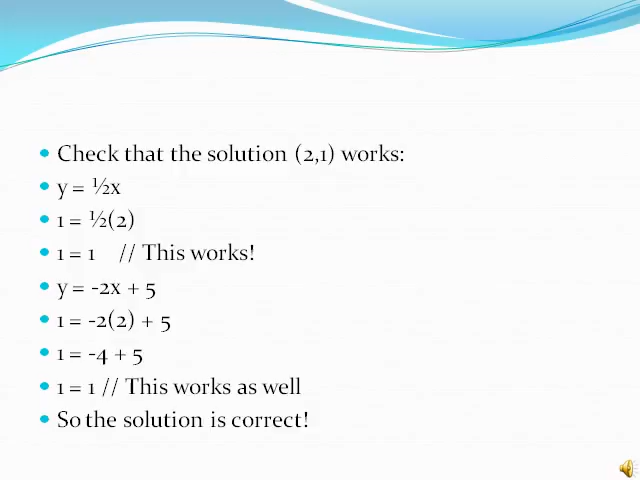 Check that the solution (2,1) works:
y = ½x
1 = ½(2)
1 = 1 // This works!
y = -2x + 5
1 = -2(2) + 5
1 = -4 + 5
1 = 1 // This works as well
So the solution is correct!